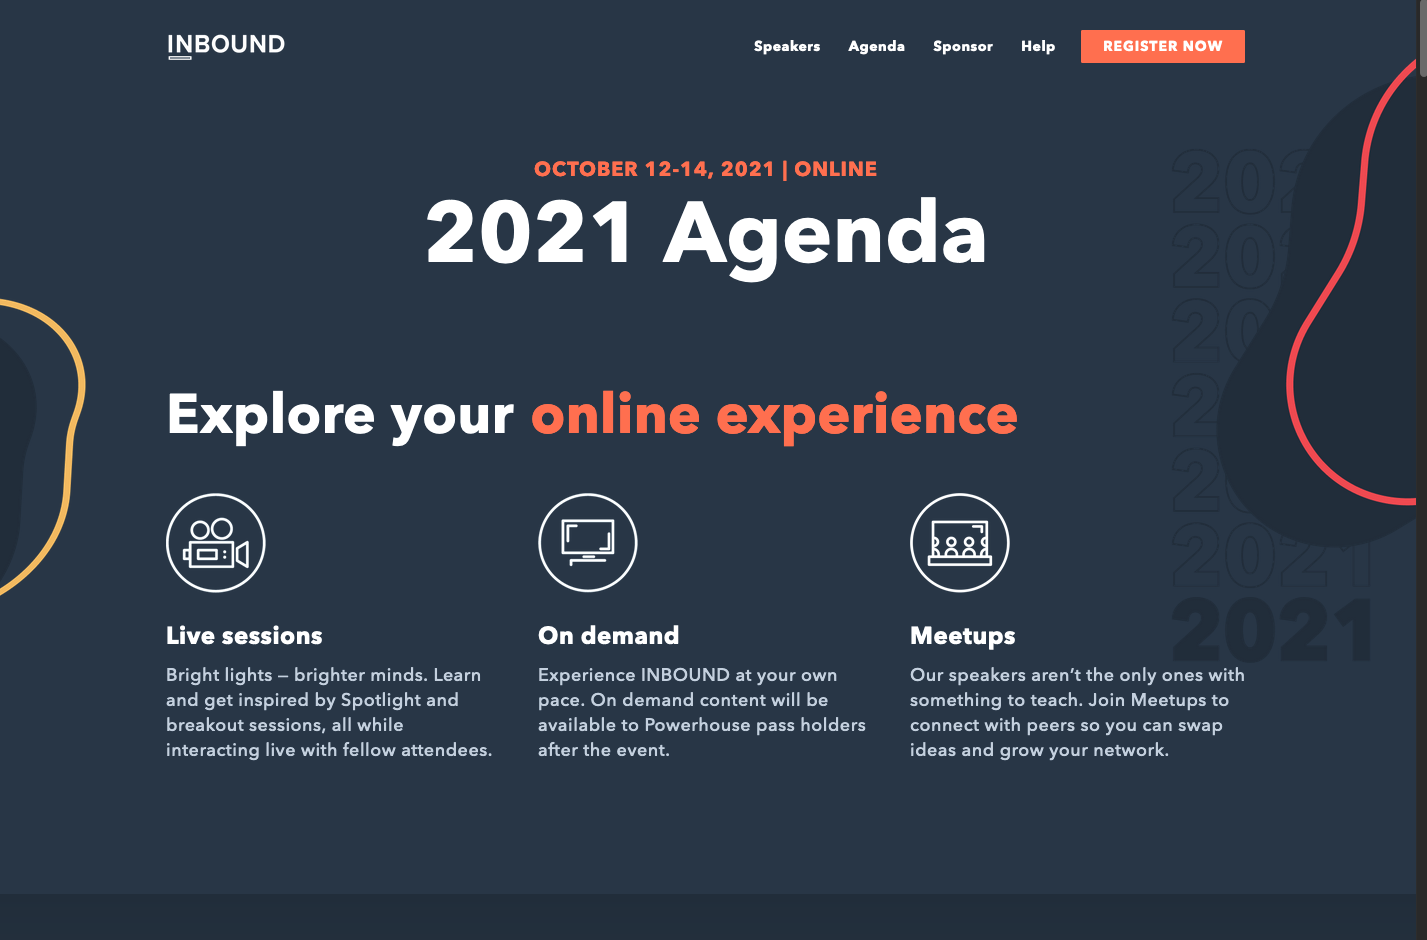 INBOUND
Speakers Agenda Sponsor Help REGISTER NOW
OCTOBER 12-14, 2021 | ONLINE
2021 Agenda
Explore your online experience
Live sessions
Bright lights – brighter minds. Learn
and get inspired by Spotlight and
breakout sessions, all while
interacting live with fellow attendees.
On demand
Experience INBOUND at your own
pace. On demand content will be
available to Powerhouse pass holders
after the event.
Meetups
Our speakers aren’t the only ones with
something to teach. Join Meetups to
connect with peers so you can swap
ideas and grow your network.
2021
2021